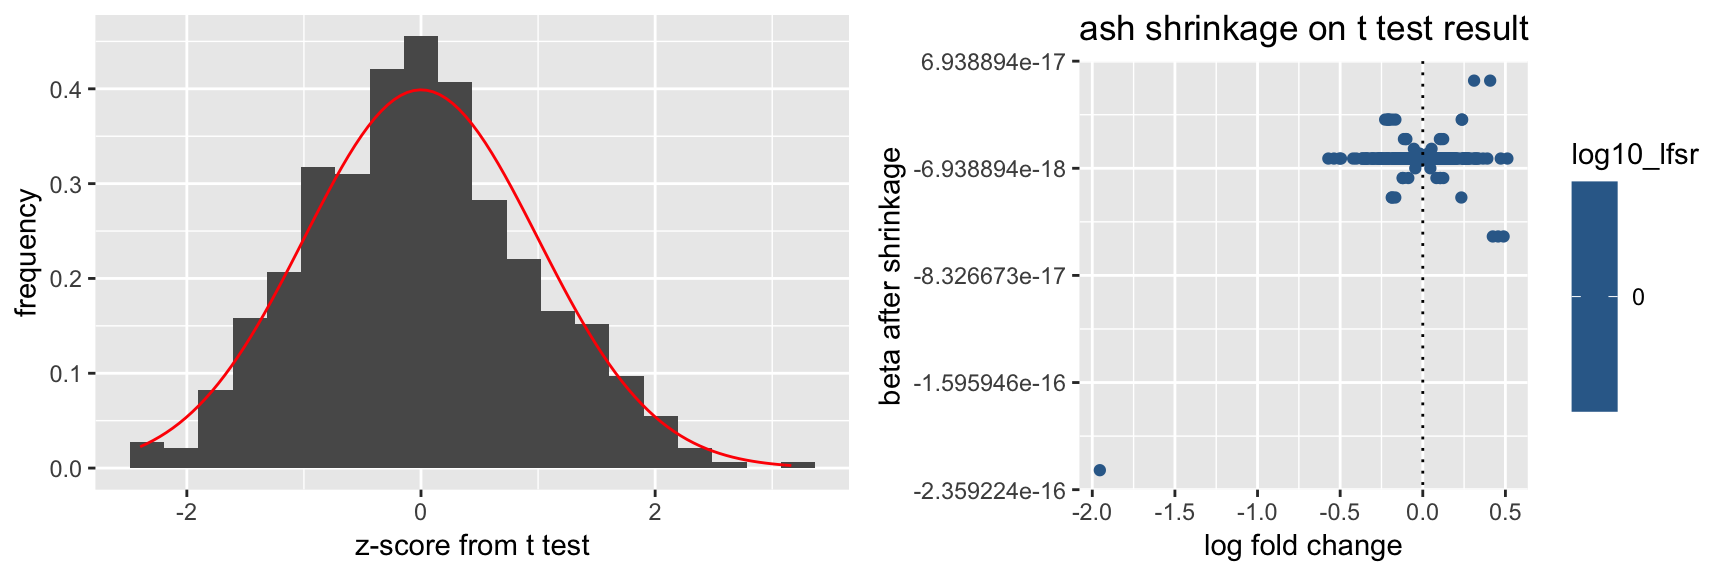 frequency
0.4
0.3
0.2
0.1
0.0
-2
0
2
z-score from t test
ash shrinkage on t test result
beta after shrinkage
6.938894e-17
-6.938894e-18
-8.326673e-17
-1.595946e-16
-2.359224e-16
-2.0
-1.5
-1.0
-0.5
0.0
0.5
log fold change
log10_lfsr
0